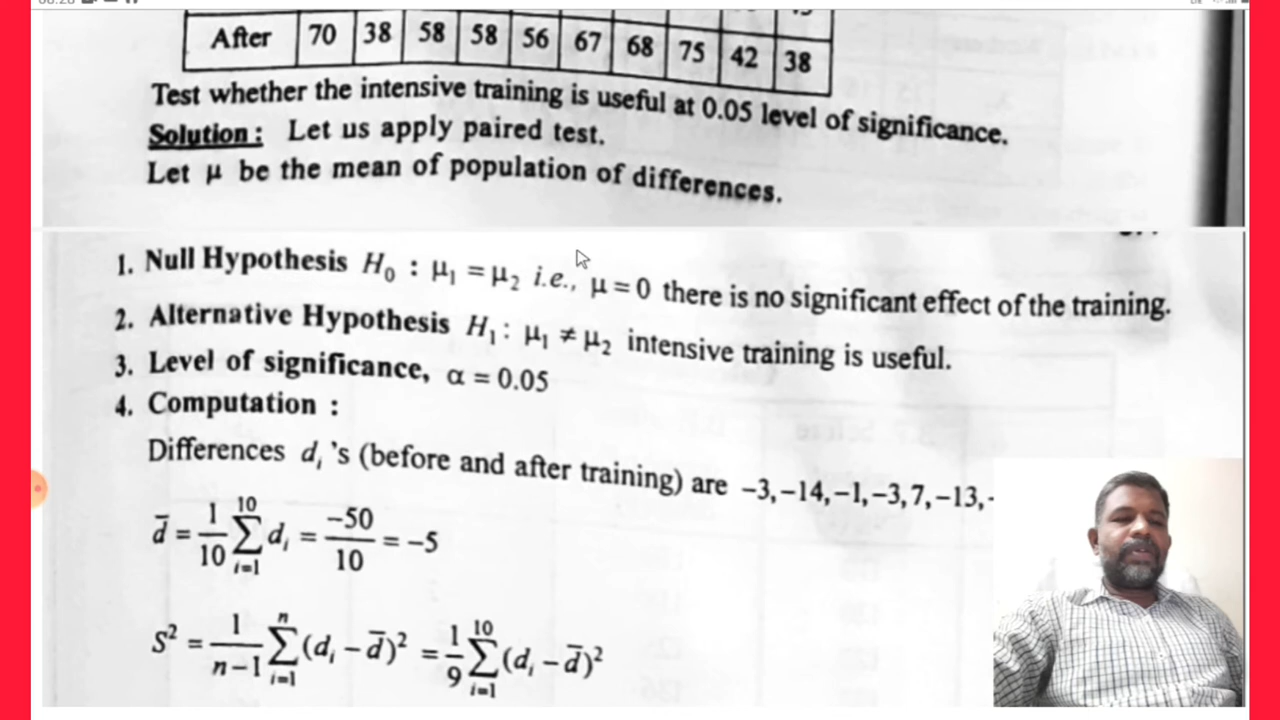 After 70 38 58 58 56 67 68 75 42 38
Test whether the intensive training is useful at 0.05 level of significance.
Solution : Let us apply paired test.
Let μ be the mean of population of differences.
1. Null Hypothesis H₀ : μ₁ = μ₂ i.e., μ = 0 there is no significant effect of the training.
2. Alternative Hypothesis H₁ : μ₁ ≠ μ₂ intensive training is useful.
3. Level of significance, α = 0.05
4. Computation :
Differences dᵢ 's (before and after training) are −3, −14, −1, −3, 7, −13, -
d̄ = 1/10 Σᵢ₌₁¹⁰ dᵢ = −50/10 = −5
S² = 1/(n−1) Σᵢ₌₁ⁿ (dᵢ − d̄)² = 1/9 Σᵢ₌₁¹⁰ (dᵢ − d̄)²